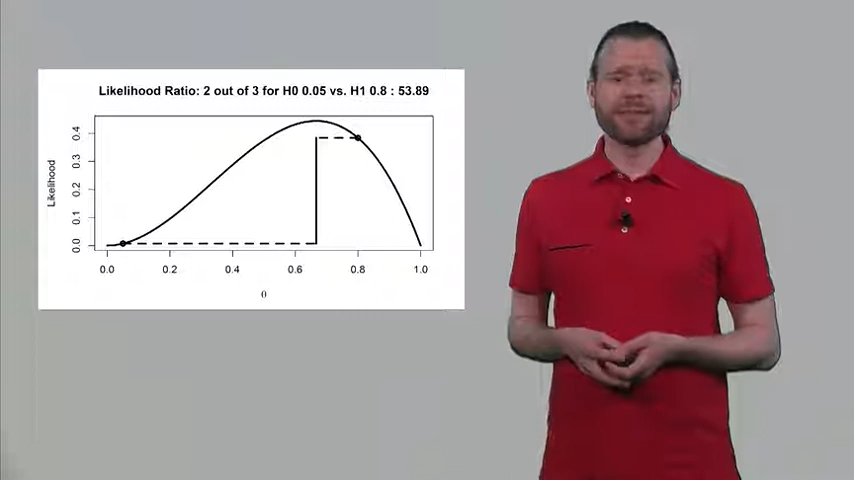 Likelihood Ratio: 2 out of 3 for H0 0.05 vs. H1 0.8 : 53.89
Likelihood
0.4
0.3
0.2
0.1
0.0
0.0 0.2 0.4 0.6 0.8 1.0
θ